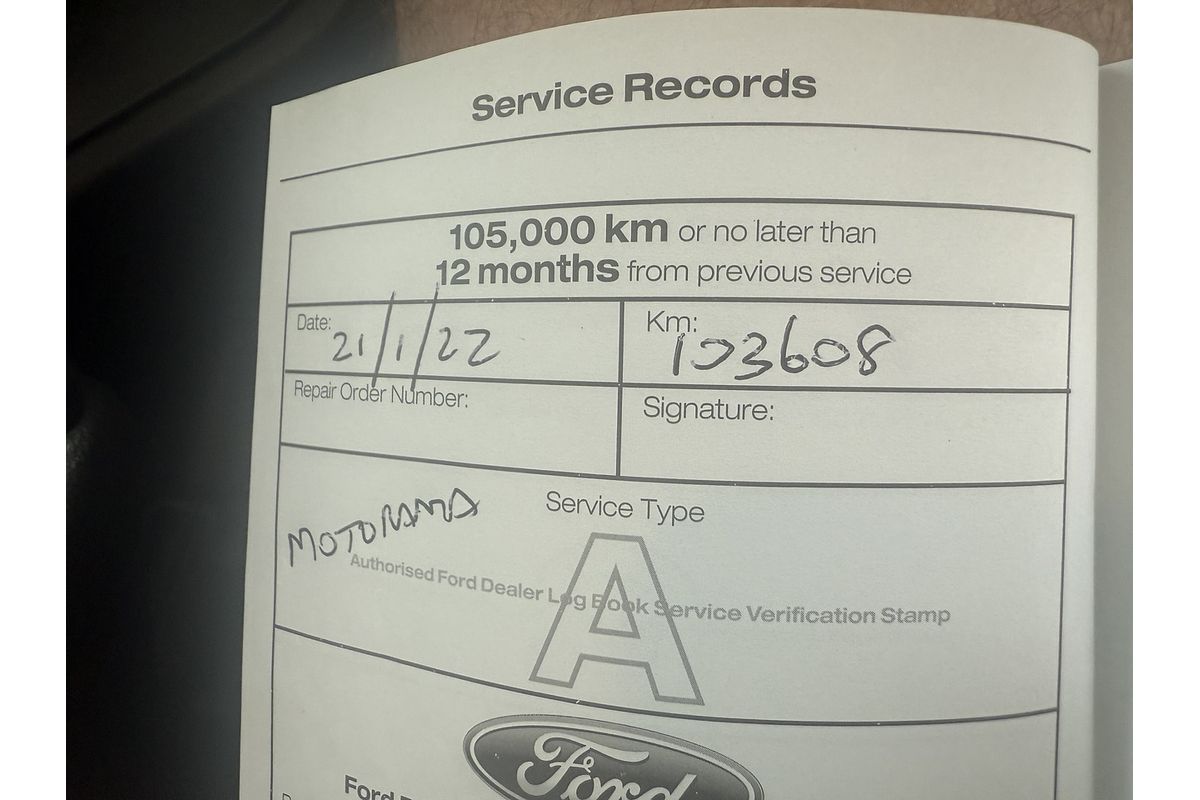 Service Records
105,000 km or no later than
12 months from previous service
Date: 21/1/22
Km: 103608
Repair Order Number:
Signature:
MOTORAMA
Service Type
A
Authorised Ford Dealer Log Book Service Verification Stamp
Ford
Ford